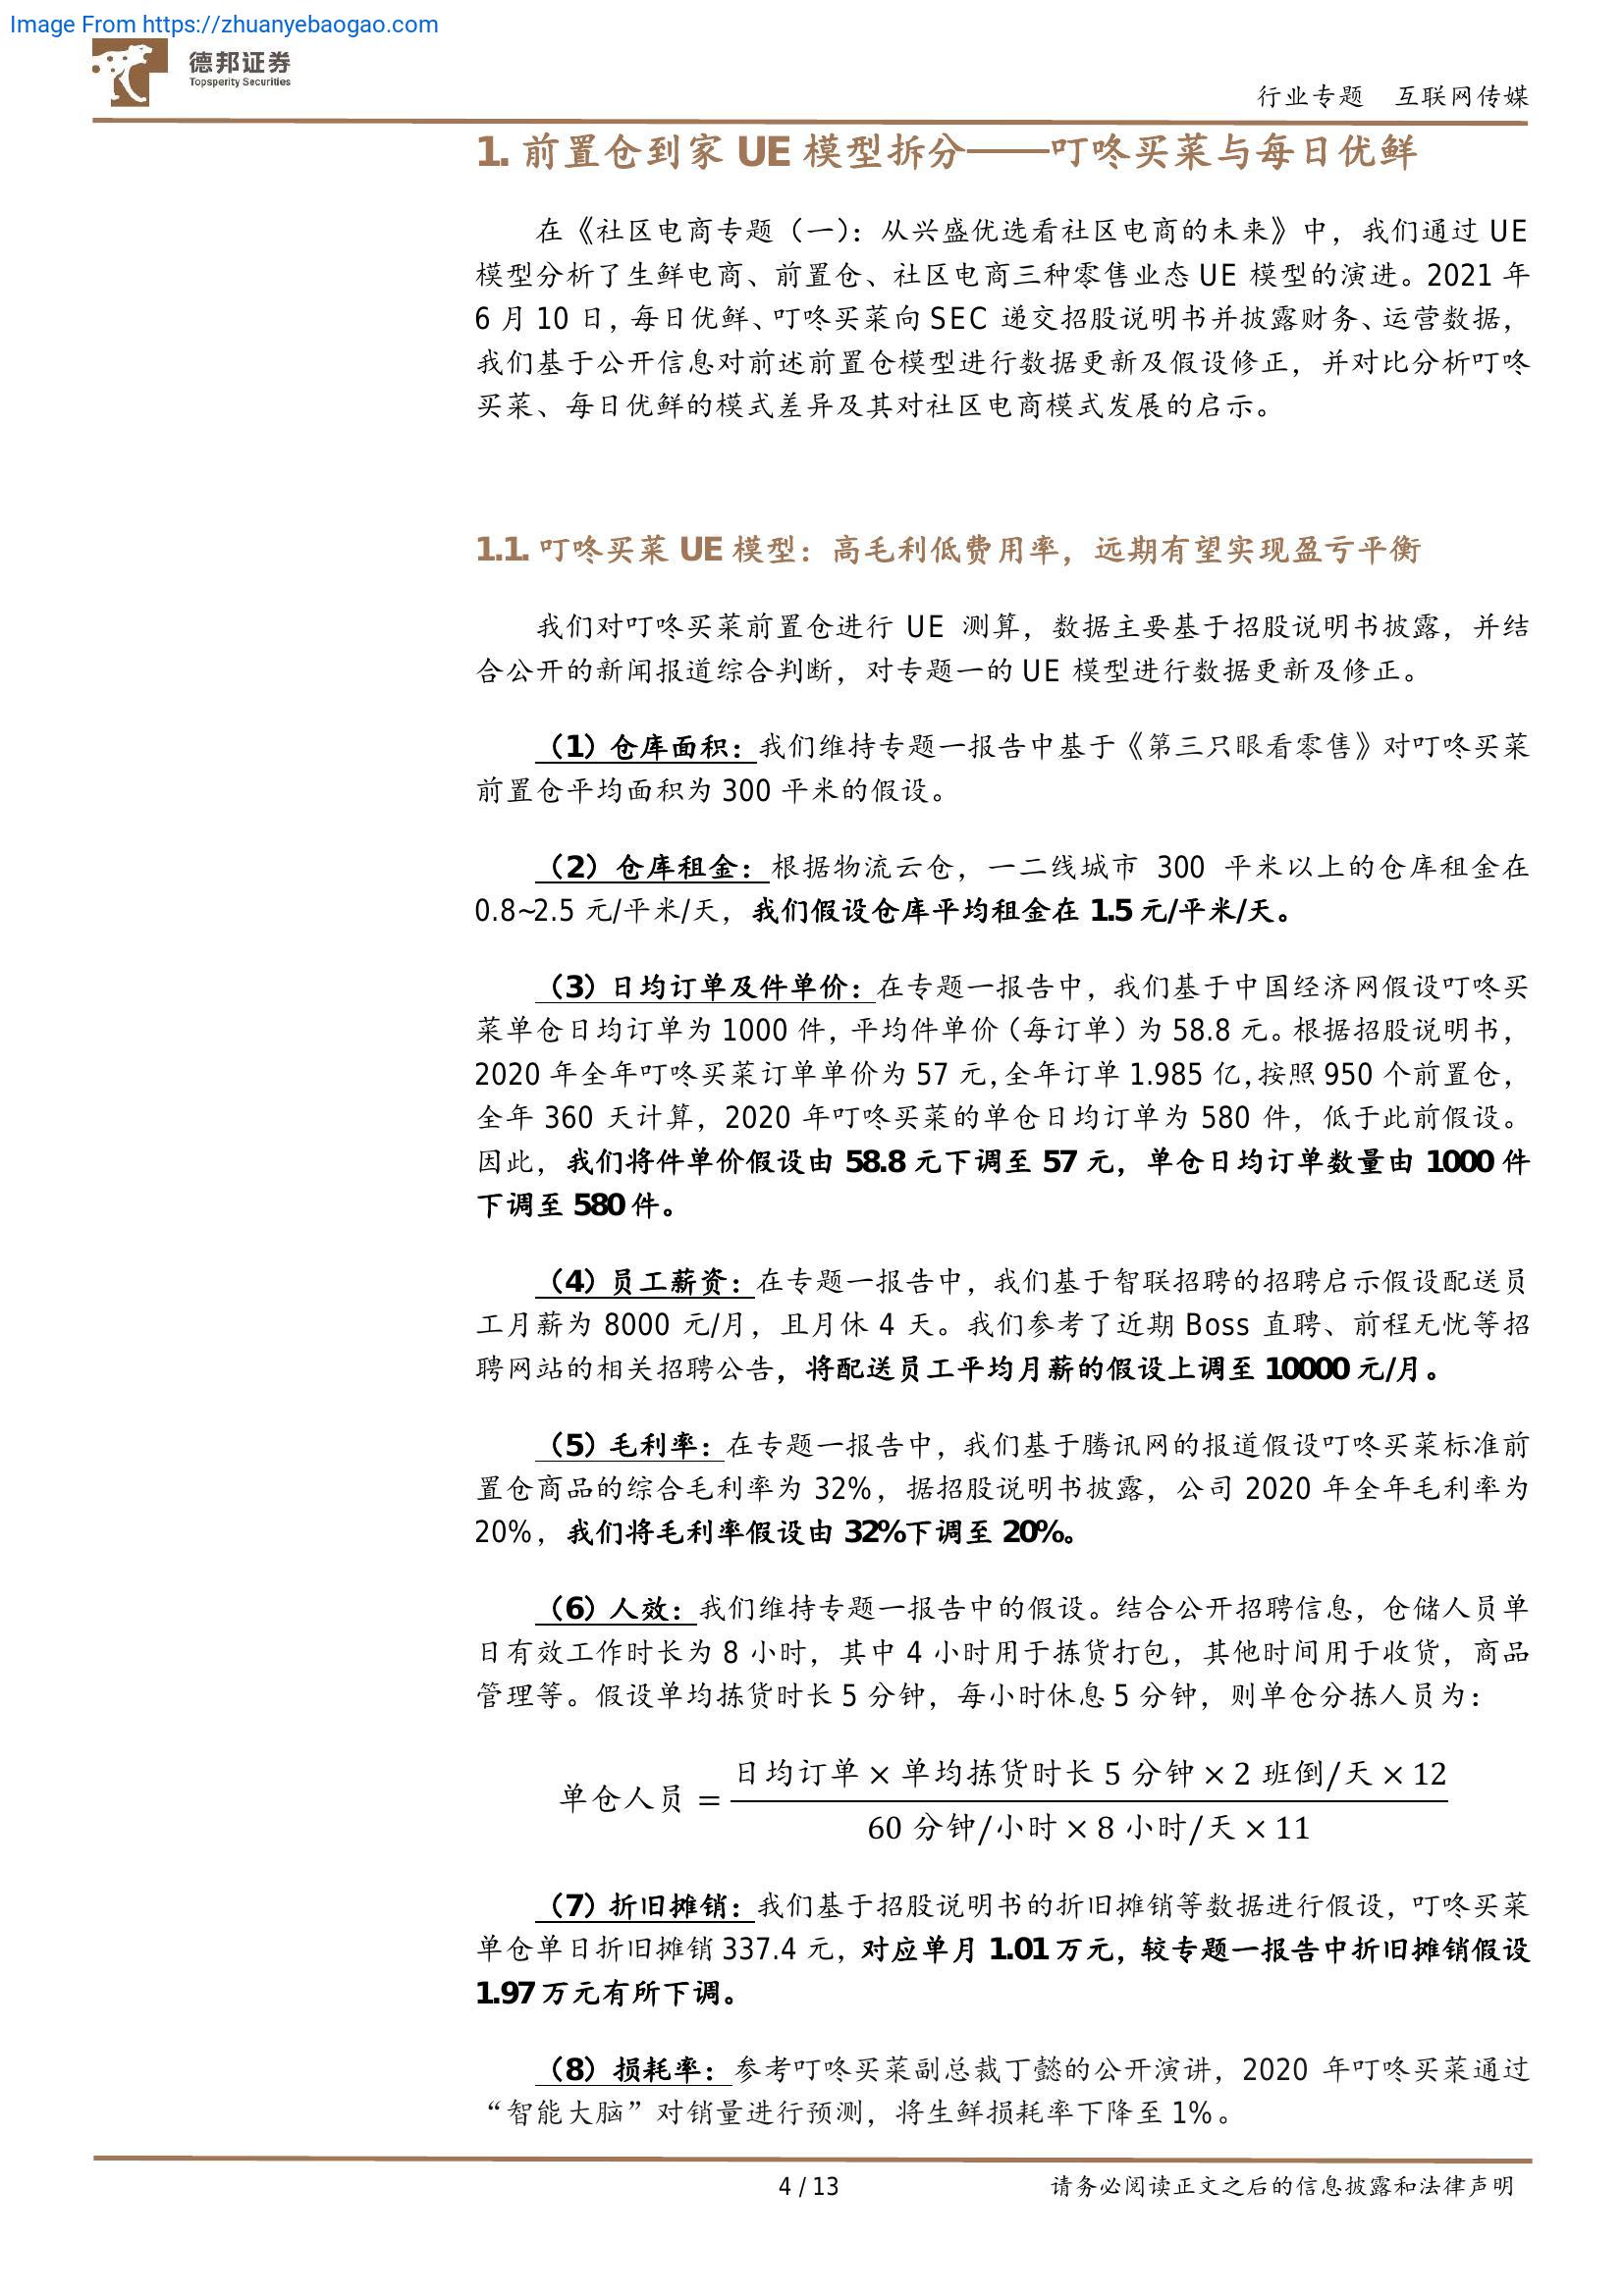 Image From https://zhuanyebaogao.com
德邦证券
Topsperity Securities
行业专题 互联网传媒
1. 前置仓到家 UE 模型拆分——叮咚买菜与每日优鲜
在《社区电商专题（一）：从兴盛优选看社区电商的未来》中，我们通过 UE
模型分析了生鲜电商、前置仓、社区电商三种零售业态 UE 模型的演进。2021 年
6 月 10 日，每日优鲜、叮咚买菜向 SEC 递交招股说明书并披露财务、运营数据，
我们基于公开信息对前述前置仓模型进行数据更新及假设修正，并对比分析叮咚
买菜、每日优鲜的模式差异及其对社区电商模式发展的启示。
1.1. 叮咚买菜 UE 模型：高毛利低费用率，远期有望实现盈亏平衡
我们对叮咚买菜前置仓进行 UE 测算，数据主要基于招股说明书披露，并结
合公开的新闻报道综合判断，对专题一的 UE 模型进行数据更新及修正。
（1）仓库面积：我们维持专题一报告中基于《第三只眼看零售》对叮咚买菜
前置仓平均面积为 300 平米的假设。
（2）仓库租金：根据物流云仓，一二线城市 300 平米以上的仓库租金在
0.8~2.5 元/平米/天，我们假设仓库平均租金在 1.5 元/平米/天。
（3）日均订单及件单价：在专题一报告中，我们基于中国经济网假设叮咚买
菜单仓日均订单为 1000 件，平均件单价（每订单）为 58.8 元。根据招股说明书，
2020 年全年叮咚买菜订单单价为 57 元，全年订单 1.985 亿，按照 950 个前置仓，
全年 360 天计算，2020 年叮咚买菜的单仓日均订单为 580 件，低于此前假设。
因此，我们将件单价假设由 58.8 元下调至 57 元，单仓日均订单数量由 1000 件
下调至 580 件。
（4）员工薪资：在专题一报告中，我们基于智联招聘的招聘启示假设配送员
工月薪为 8000 元/月，且月休 4 天。我们参考了近期 Boss 直聘、前程无忧等招
聘网站的相关招聘公告，将配送员工平均月薪的假设上调至 10000 元/月。
（5）毛利率：在专题一报告中，我们基于腾讯网的报道假设叮咚买菜标准前
置仓商品的综合毛利率为 32%，据招股说明书披露，公司 2020 年全年毛利率为
20%，我们将毛利率假设由 32%下调至 20%。
（6）人效：我们维持专题一报告中的假设。结合公开招聘信息，仓储人员单
日有效工作时长为 8 小时，其中 4 小时用于拣货打包，其他时间用于收货，商品
管理等。假设单均拣货时长 5 分钟，每小时休息 5 分钟，则单仓分拣人员为：
日均订单 × 单均拣货时长 5 分钟 × 2 班倒/天 × 12
单仓人员 =
60 分钟/小时 × 8 小时/天 × 11
（7）折旧摊销：我们基于招股说明书的折旧摊销等数据进行假设，叮咚买菜
单仓单日折旧摊销 337.4 元，对应单月 1.01 万元，较专题一报告中折旧摊销假设
1.97 万元有所下调。
（8）损耗率：参考叮咚买菜副总裁丁懿的公开演讲，2020 年叮咚买菜通过
“智能大脑”对销量进行预测，将生鲜损耗率下降至 1%。
4 / 13
请务必阅读正文之后的信息披露和法律声明